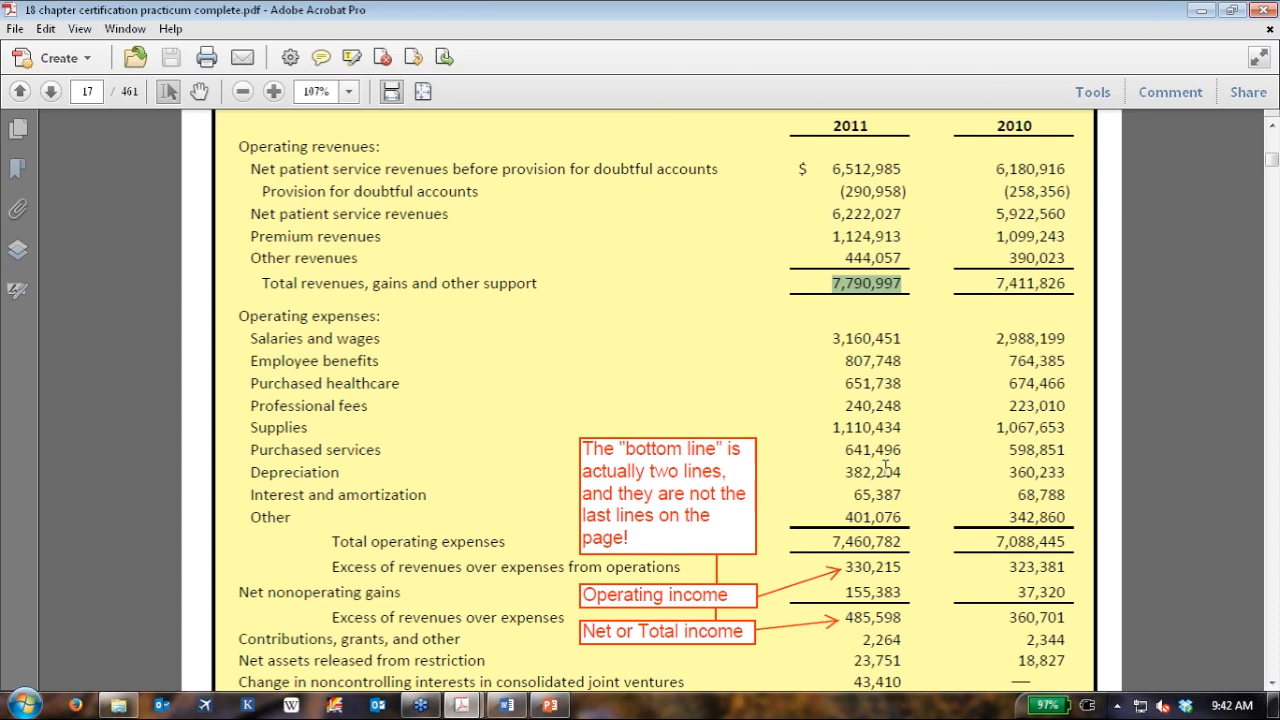 18 chapter certification practicum complete.pdf - Adobe Acrobat Pro
File Edit View Window Help
Create
17 / 461 107% Tools Comment Share
2011 2010
Operating revenues:
Net patient service revenues before provision for doubtful accounts $ 6,512,985 6,180,916
Provision for doubtful accounts (290,958) (258,356)
Net patient service revenues 6,222,027 5,922,560
Premium revenues 1,124,913 1,099,243
Other revenues 444,057 390,023
Total revenues, gains and other support 7,790,997 7,411,826
Operating expenses:
Salaries and wages 3,160,451 2,988,199
Employee benefits 807,748 764,385
Purchased healthcare 651,738 674,466
Professional fees 240,248 223,010
Supplies 1,110,434 1,067,653
Purchased services 641,496 598,851
Depreciation 382,204 360,233
Interest and amortization 65,387 68,788
Other 401,076 342,860
Total operating expenses 7,460,782 7,088,445
Excess of revenues over expenses from operations 330,215 323,381
Net nonoperating gains 155,383 37,320
Excess of revenues over expenses 485,598 360,701
Contributions, grants, and other 2,264 2,344
Net assets released from restriction 23,751 18,827
Change in noncontrolling interests in consolidated joint ventures 43,410 —
The "bottom line" is
actually two lines,
and they are not the
last lines on the
page!
Operating income
Net or Total income
97% 9:42 AM